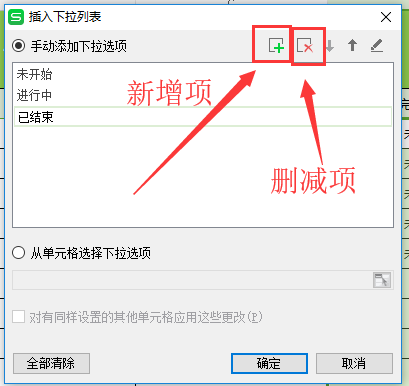 插入下拉列表
手动添加下拉选项
未开始
进行中
已结束
新增项
删减项
从单元格选择下拉选项
对有同样设置的其他单元格应用这些更改(P)
全部清除
确定
取消